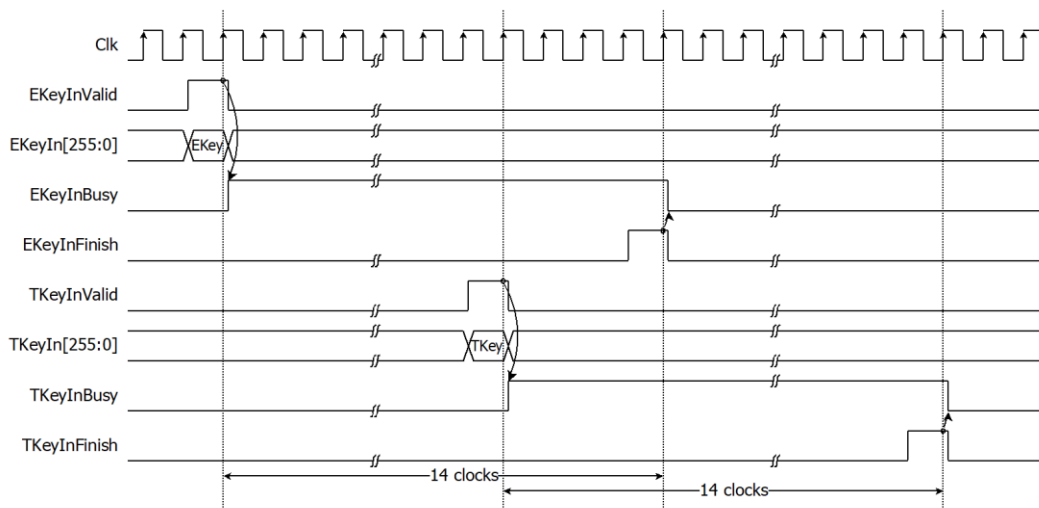 Clk
EKeyInValid
EKeyIn[255:0]
EKey
EKeyInBusy
EKeyInFinish
TKeyInValid
TKeyIn[255:0]
TKey
TKeyInBusy
TKeyInFinish
14 clocks
14 clocks